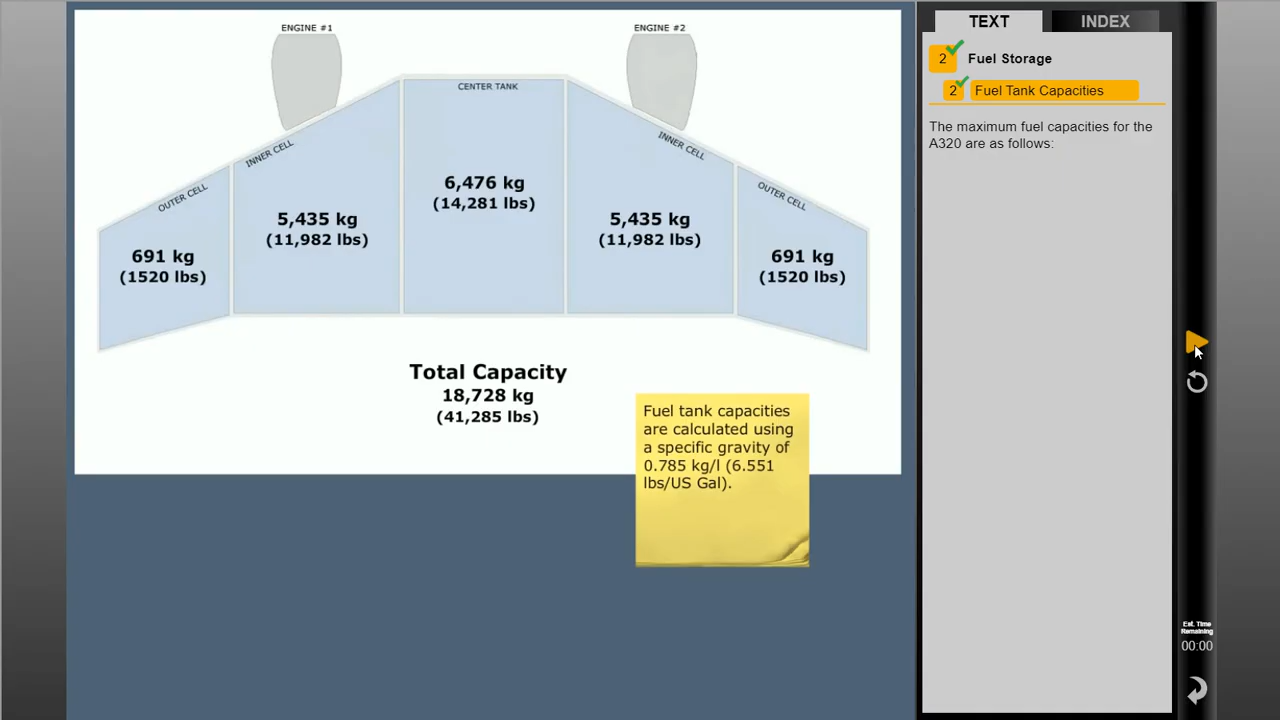 ENGINE #1
ENGINE #2
CENTER TANK
INNER CELL
INNER CELL
OUTER CELL
OUTER CELL
6,476 kg
(14,281 lbs)
5,435 kg
(11,982 lbs)
5,435 kg
(11,982 lbs)
691 kg
(1520 lbs)
691 kg
(1520 lbs)
Total Capacity
18,728 kg
(41,285 lbs)
Fuel tank capacities
are calculated using
a specific gravity of
0.785 kg/l (6.551
lbs/US Gal).
TEXT
INDEX
2 Fuel Storage
2 Fuel Tank Capacities
The maximum fuel capacities for the
A320 are as follows:
Est. Time
Remaining
00:00